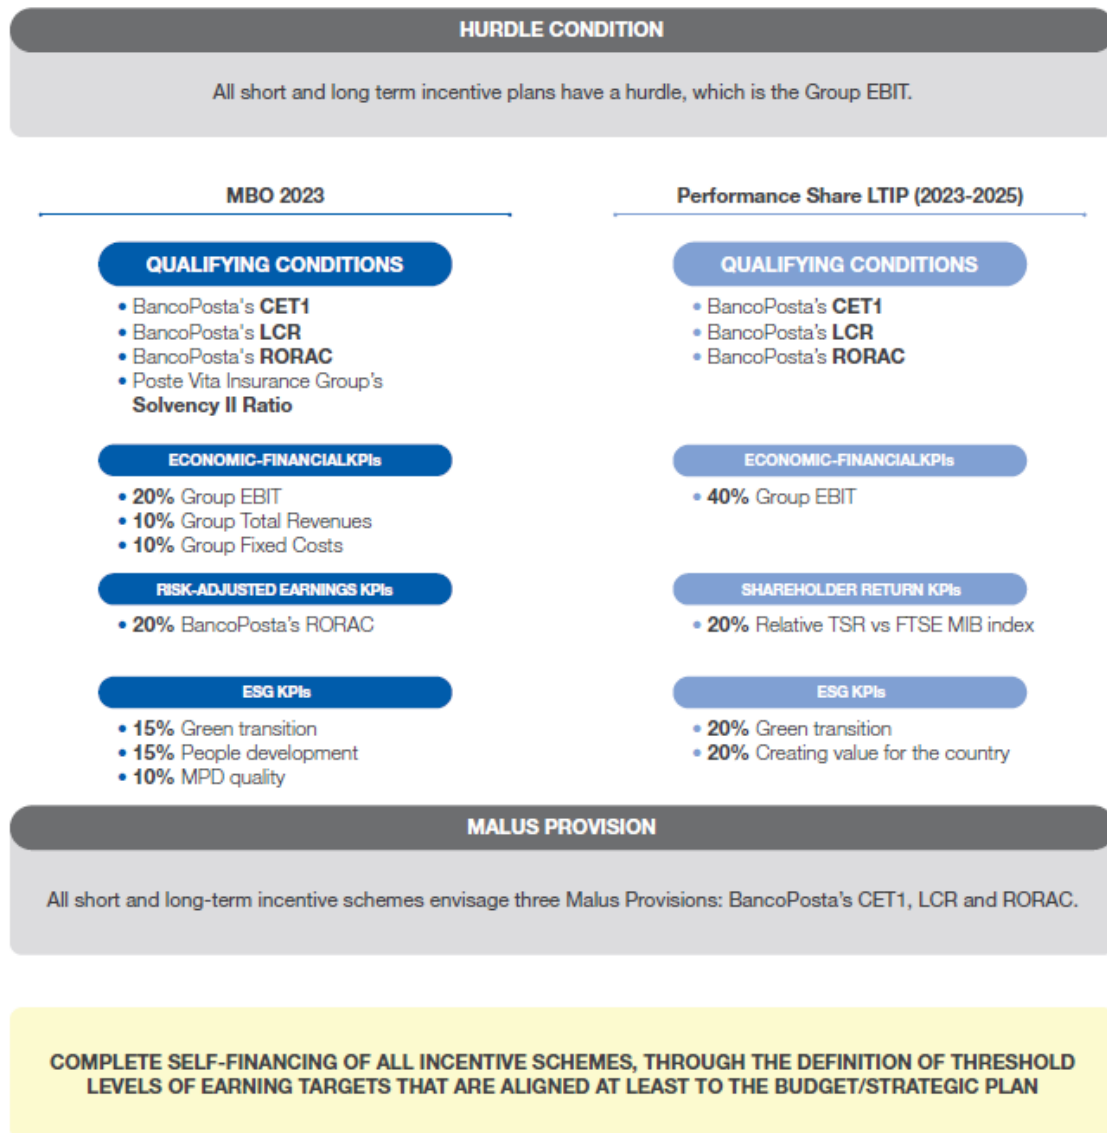 HURDLE CONDITION
All short and long term incentive plans have a hurdle, which is the Group EBIT.
MBO 2023
QUALIFYING CONDITIONS
• BancoPosta's CET1
• BancoPosta's LCR
• BancoPosta's RORAC
• Poste Vita Insurance Group's
Solvency II Ratio
ECONOMIC-FINANCIALKPIs
• 20% Group EBIT
• 10% Group Total Revenues
• 10% Group Fixed Costs
RISK-ADJUSTED EARNINGS KPIs
• 20% BancoPosta's RORAC
ESG KPIs
• 15% Green transition
• 15% People development
• 10% MPD quality
Performance Share LTIP (2023-2025)
QUALIFYING CONDITIONS
• BancoPosta's CET1
• BancoPosta's LCR
• BancoPosta's RORAC
ECONOMIC-FINANCIALKPIs
• 40% Group EBIT
SHAREHOLDER RETURN KPIs
• 20% Relative TSR vs FTSE MIB index
ESG KPIs
• 20% Green transition
• 20% Creating value for the country
MALUS PROVISION
All short and long-term incentive schemes envisage three Malus Provisions: BancoPosta's CET1, LCR and RORAC.
COMPLETE SELF-FINANCING OF ALL INCENTIVE SCHEMES, THROUGH THE DEFINITION OF THRESHOLD
LEVELS OF EARNING TARGETS THAT ARE ALIGNED AT LEAST TO THE BUDGET/STRATEGIC PLAN